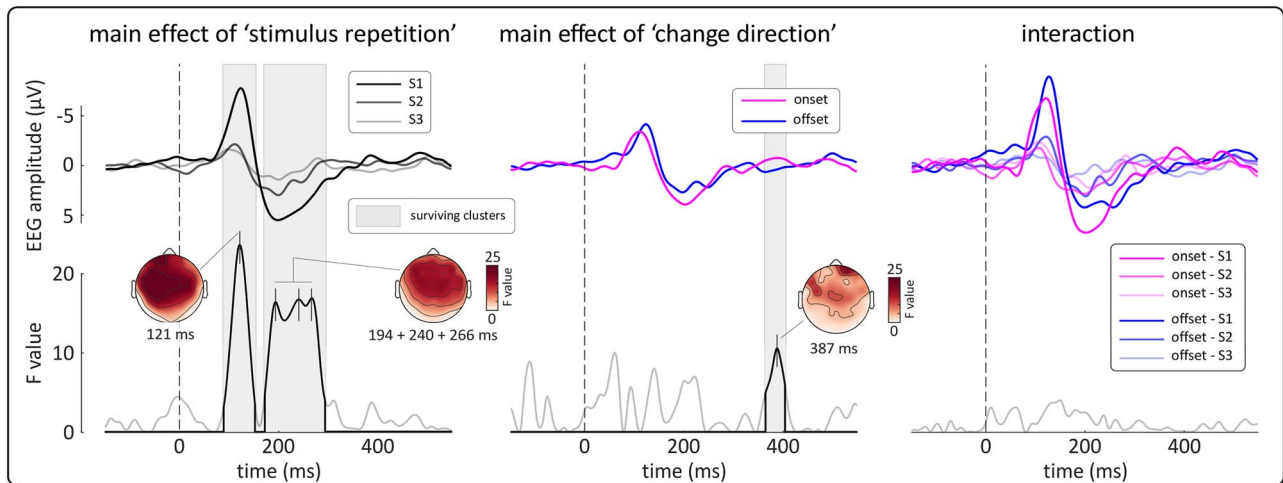 main effect of ‘stimulus repetition’
S1
S2
S3
-5
0
5
EEG amplitude (µV)
surviving clusters
20
10
0
F value
121 ms
194 + 240 + 266 ms
25
0
F value
0 200 400
time (ms)
main effect of ‘change direction’
onset
offset
25
0
F value
387 ms
0 200 400
time (ms)
interaction
onset - S1
onset - S2
onset - S3
offset - S1
offset - S2
offset - S3
0 200 400
time (ms)